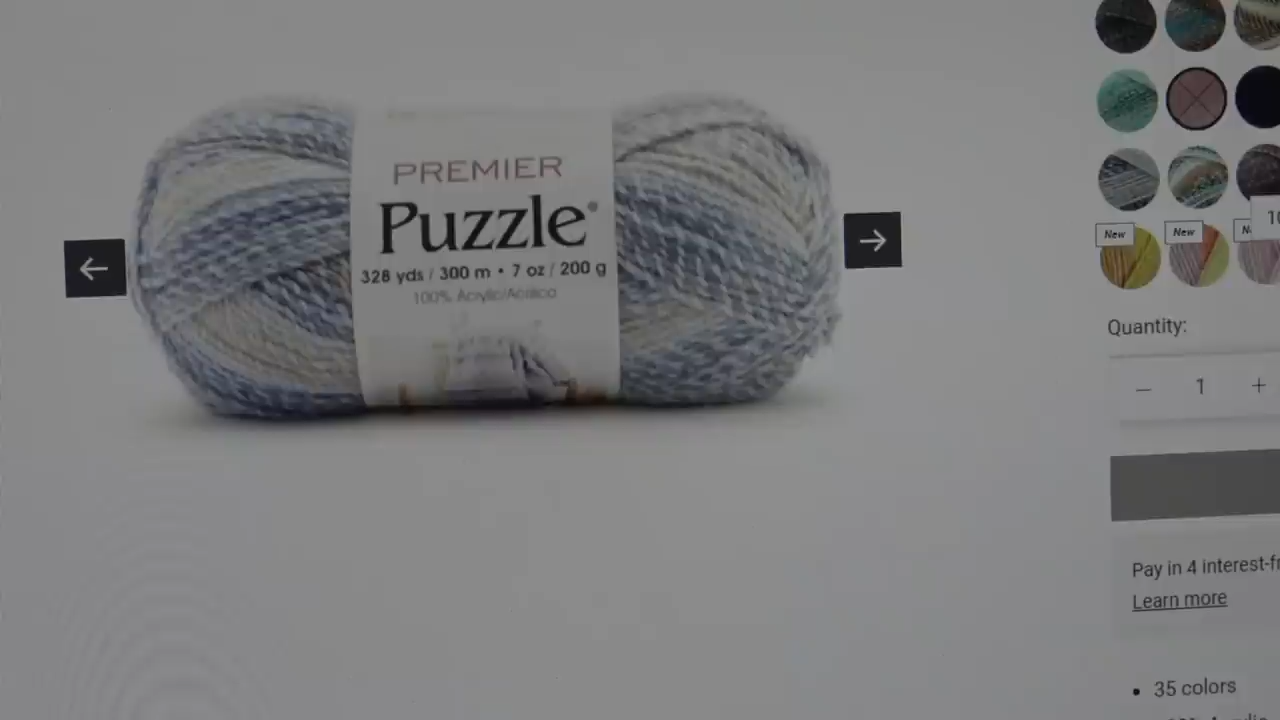 PREMIER
Puzzle®
328 yds / 300 m • 7 oz / 200 g
100% Acrylic/Acrílico
New
New
Quantity:
— 1 +
Pay in 4 interest-fr
Learn more
• 35 colors